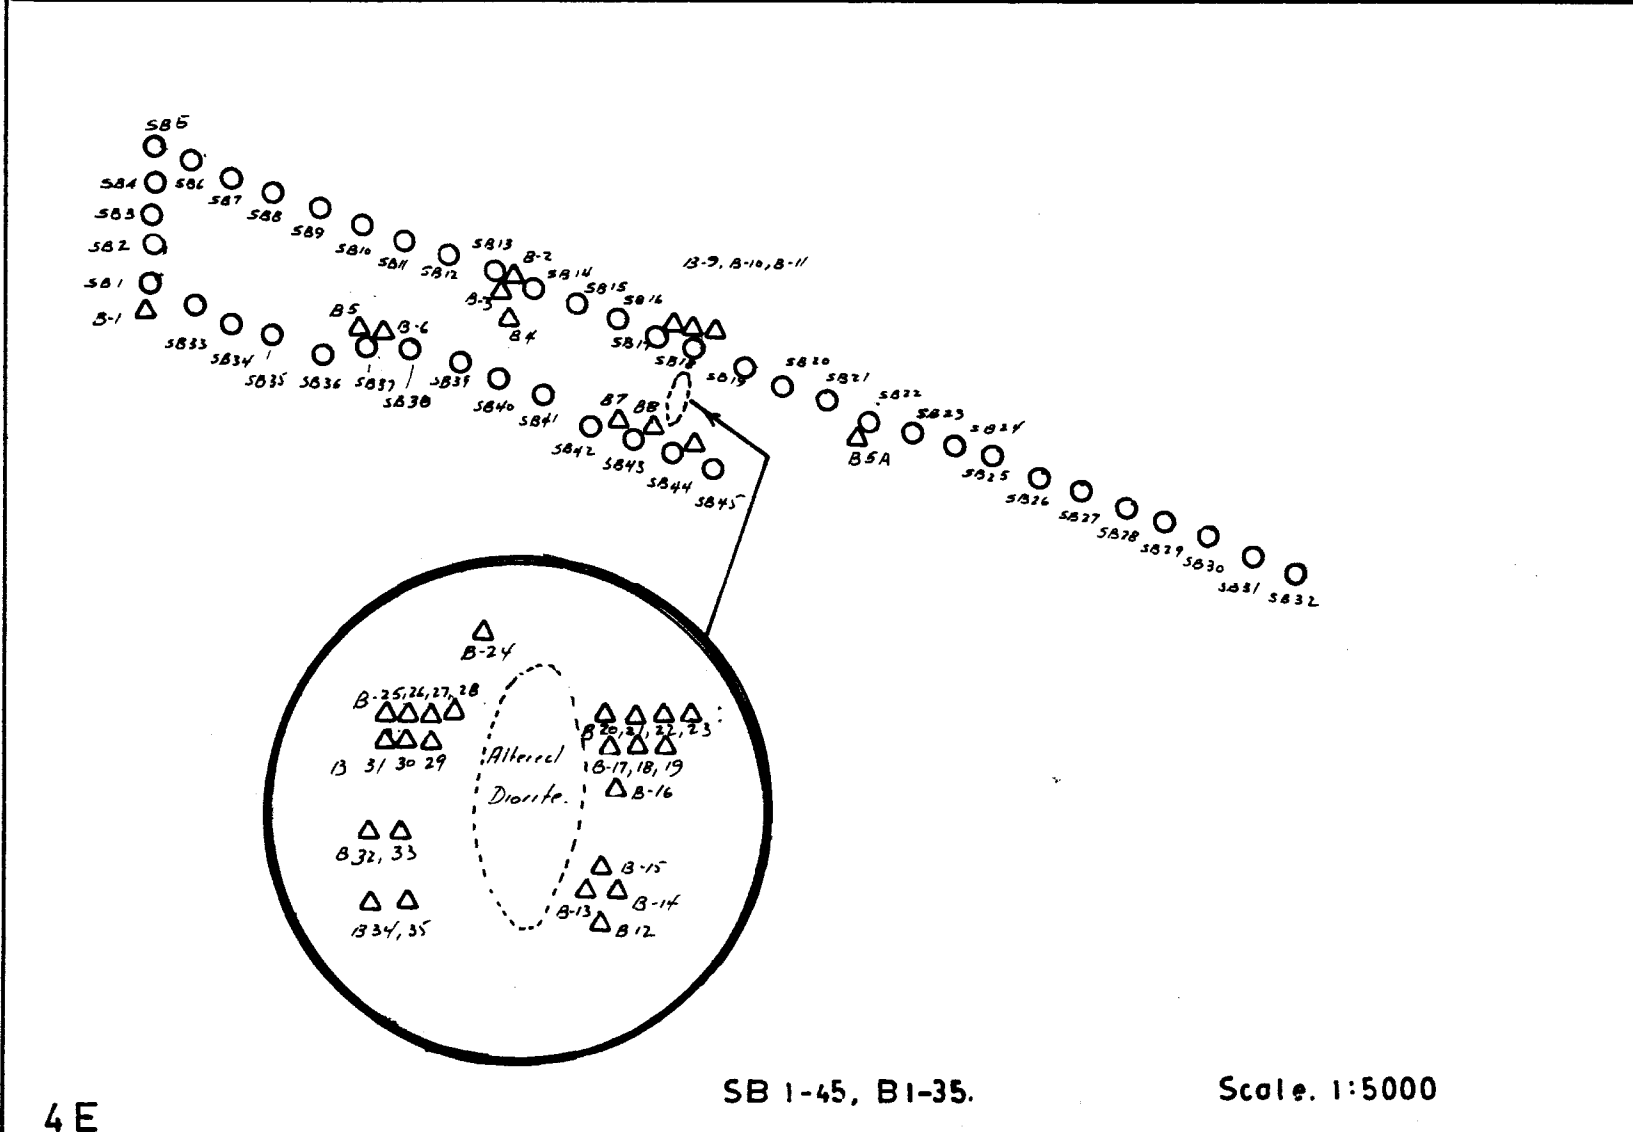 SB5
SB4
SB6
SB7
SB3
SB8
SB9
SB2
SB10
SB11
SB12
SB13
B-2
SB14
B-9, B-10, B-11
SB1
B-1
B-3
B4
SB15
SB16
SB17
SB18
SB19
SB20
SB21
SB22
SB23
SB24
SB33
SB34
SB35
SB36
B5
B-6
SB37
SB38
SB39
SB40
SB41
SB42
B7
B8
SB43
SB44
SB45
B5A
SB25
SB26
SB27
SB28
SB29
SB30
SB31
SB32
B-24
B-25,26,27,28
B 20,21,22,23
B 31 30 29
Altered
Diorite.
B-17,18,19
B-16
B 32, 33
B-15
B-13
B-14
B 34, 35
B 12
SB 1-45, B1-35.
Scale. 1:5000
4E